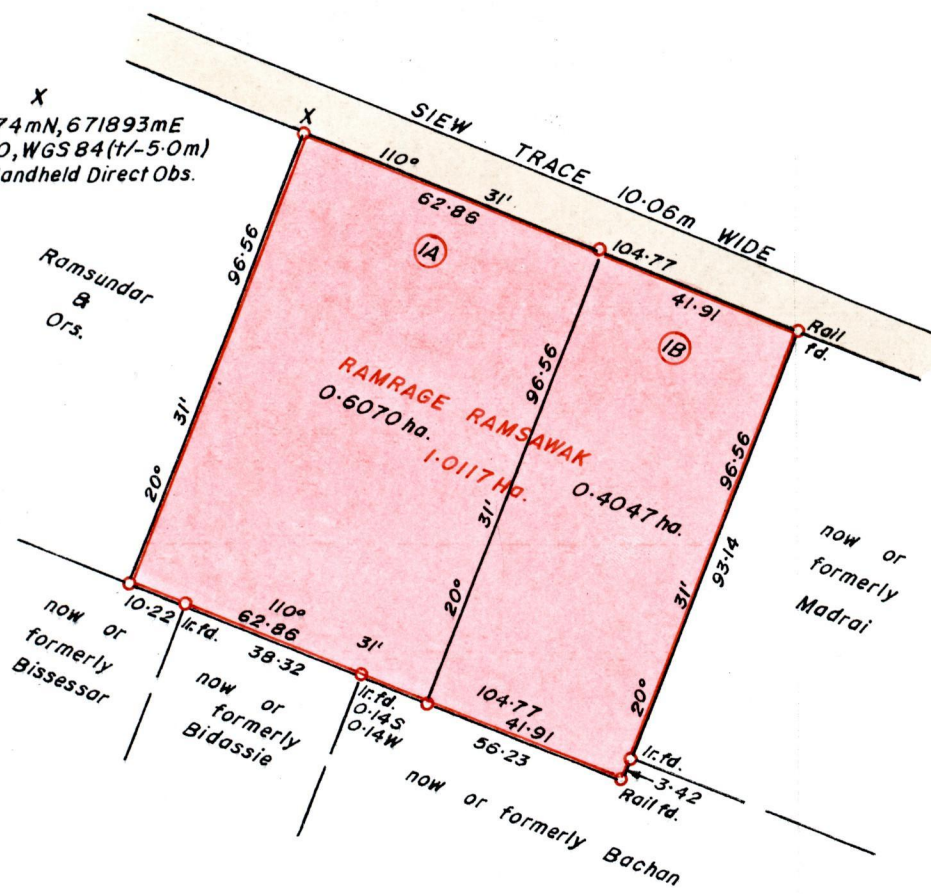 X
74mN, 671893mE
0, WGS 84 (+/-5·0m)
andheld Direct Obs.
X
SIEW TRACE 10·06m WIDE
110° 31'
62·86
104·77
41·91
Rail
fd.
1A
1B
96·56
20° 31'
Ramsundar
&
Ors.
RAMRAGE RAMSAWAK
0·6070 ha.
1·0117 Ha.
0·4047 ha.
96·56
20° 31'
96·56
93·14
20° 31'
now or
formerly
Madrai
10·22
Ir. fd.
110° 31'
62·86
38·32
Ir. fd.
0·14S
0·14W
104·77
41·91
56·23
Ir. fd.
3·42
Rail fd.
now or
formerly
Bissessar
now or
formerly
Bidassie
now or formerly Bachan